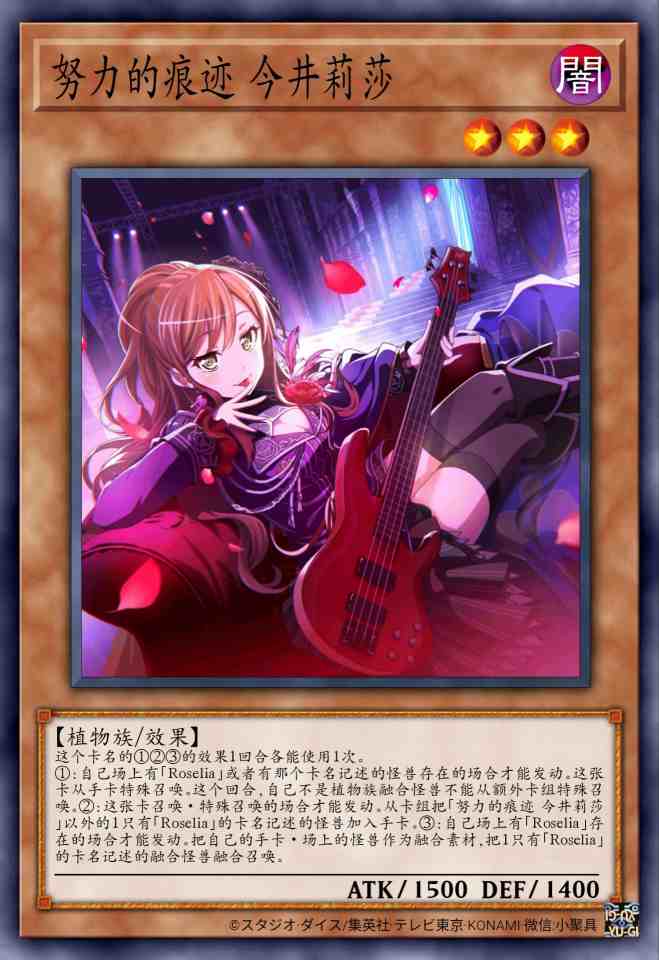 努力的痕迹 今井莉莎
闇
【植物族/效果】
这个卡名的①②③的效果1回合各能使用1次。
①:自己场上有｢Roselia｣或者有那个卡名记述的怪兽存在的场合才能发动。这张
卡从手卡特殊召唤。这个回合,自己不是植物族融合怪兽不能从额外卡组特殊召
唤。②:这张卡召唤・特殊召唤的场合才能发动。从卡组把｢努力的痕迹 今井莉莎
｣以外的1只有｢Roselia｣的卡名记述的怪兽加入手卡。③:自己场上有｢Roselia｣存
在的场合才能发动。把自己的手卡・场上的怪兽作为融合素材,把1只有｢Roselia｣
的卡名记述的融合怪兽融合召唤。
ATK/1500 DEF/1400
©スタジオ・ダイス/集英社・テレビ東京・KONAMI 微信:小聚具